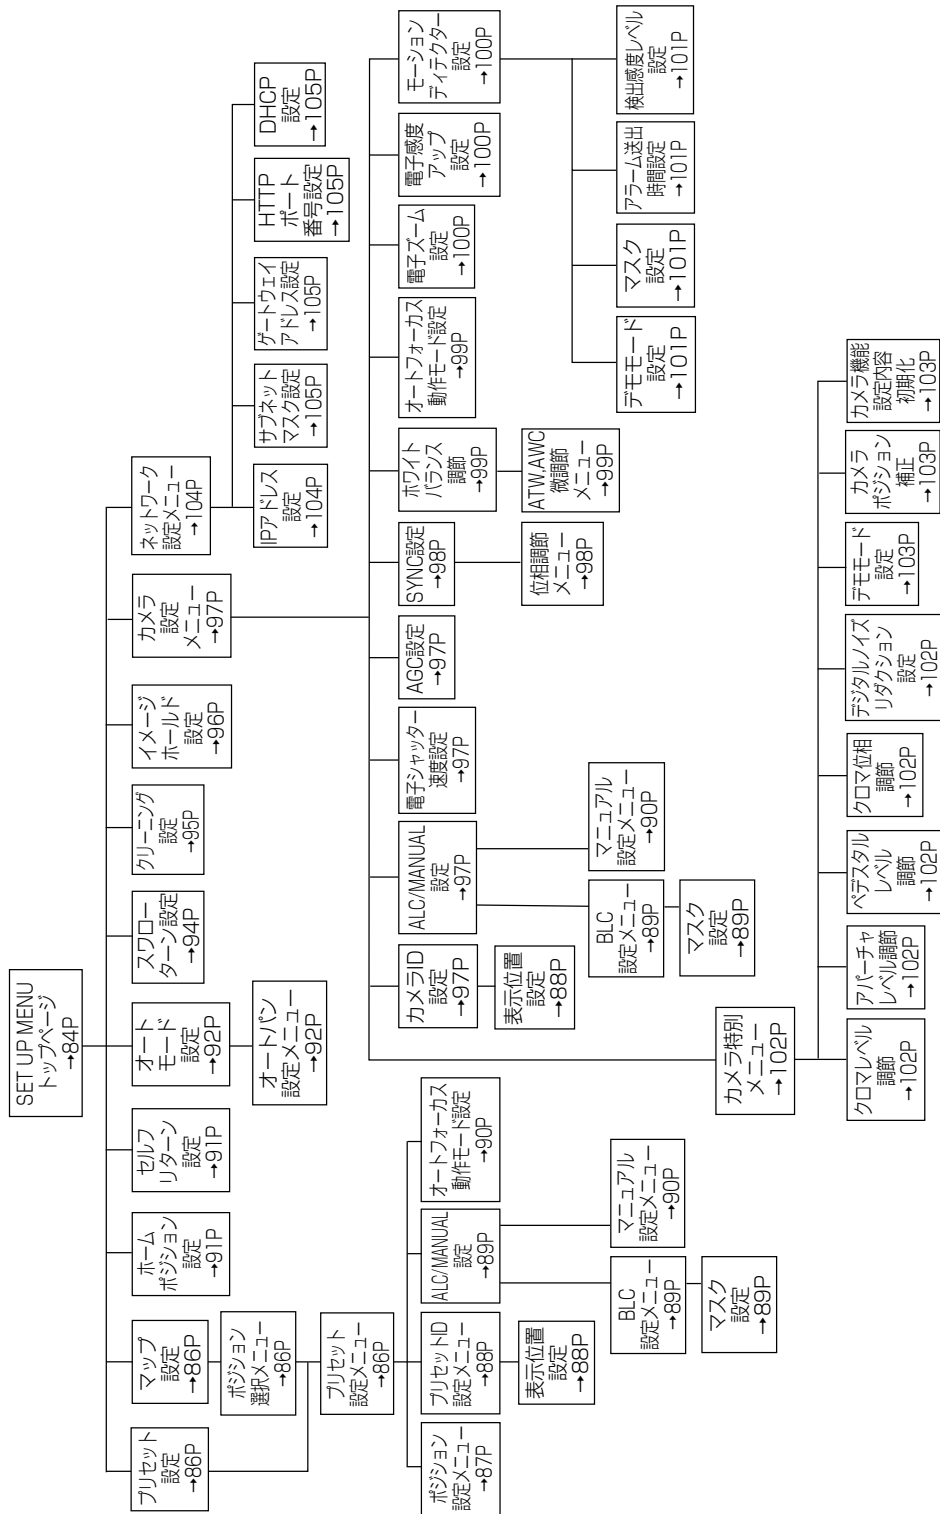 SET UP MENU
トップページ
→84P
プリセット
設定
→86P
マップ
設定
→86P
ホーム
ポジション
設定
→91P
セルフ
リターン
設定
→91P
オート
モード
設定
→92P
スロー
ターン設定
→94P
クリーニング
設定
→95P
イメージ
ホールド
設定
→96P
カメラ
設定
メニュー
→97P
ネットワーク
設定メニュー
→104P
ポジション
選択メニュー
→86P
オートパン
設定メニュー
→92P
IPアドレス
設定
→104P
サブネット
マスク設定
→105P
ゲートウェイ
アドレス設定
→105P
HTTP
ポート
番号設定
→105P
DHCP
設定
→105P
プリセット
設定メニュー
→86P
ポジション
設定メニュー
→87P
プリセットID
設定メニュー
→88P
ALC/MANUAL
設定
→89P
オートフォーカス
動作モード設定
→90P
表示位置
設定
→88P
BLC
設定メニュー
→89P
マニュアル
設定メニュー
→90P
マスク
設定
→89P
カメラID
設定
→97P
ALC/MANUAL
設定
→97P
電子シャッター
速度設定
→97P
AGC設定
→97P
SYNC設定
→98P
ホワイト
バランス
調節
→99P
オートフォーカス
動作モード設定
→99P
電子ズーム
設定
→100P
電子感度
アップ
設定
→100P
モーション
ディテクター
設定
→100P
表示位置
設定
→88P
BLC
設定メニュー
→89P
マニュアル
設定メニュー
→90P
マスク
設定
→89P
位相調節
メニュー
→98P
ATW,AWC
微調節
メニュー
→99P
デモモード
設定
→101P
マスク
設定
→101P
アラーム送出
時間設定
→101P
検出感度レベル
設定
→101P
カメラ特別
メニュー
→102P
クロマレベル
調節
→102P
アパーチャ
レベル調節
→102P
ペデスタル
レベル
調節
→102P
クロマ位相
調節
→102P
デジタルノイズ
リダクション
設定
→102P
デモモード
設定
→103P
カメラ
ポジション
補正
→103P
カメラ機能
設定内容
初期化
→103P